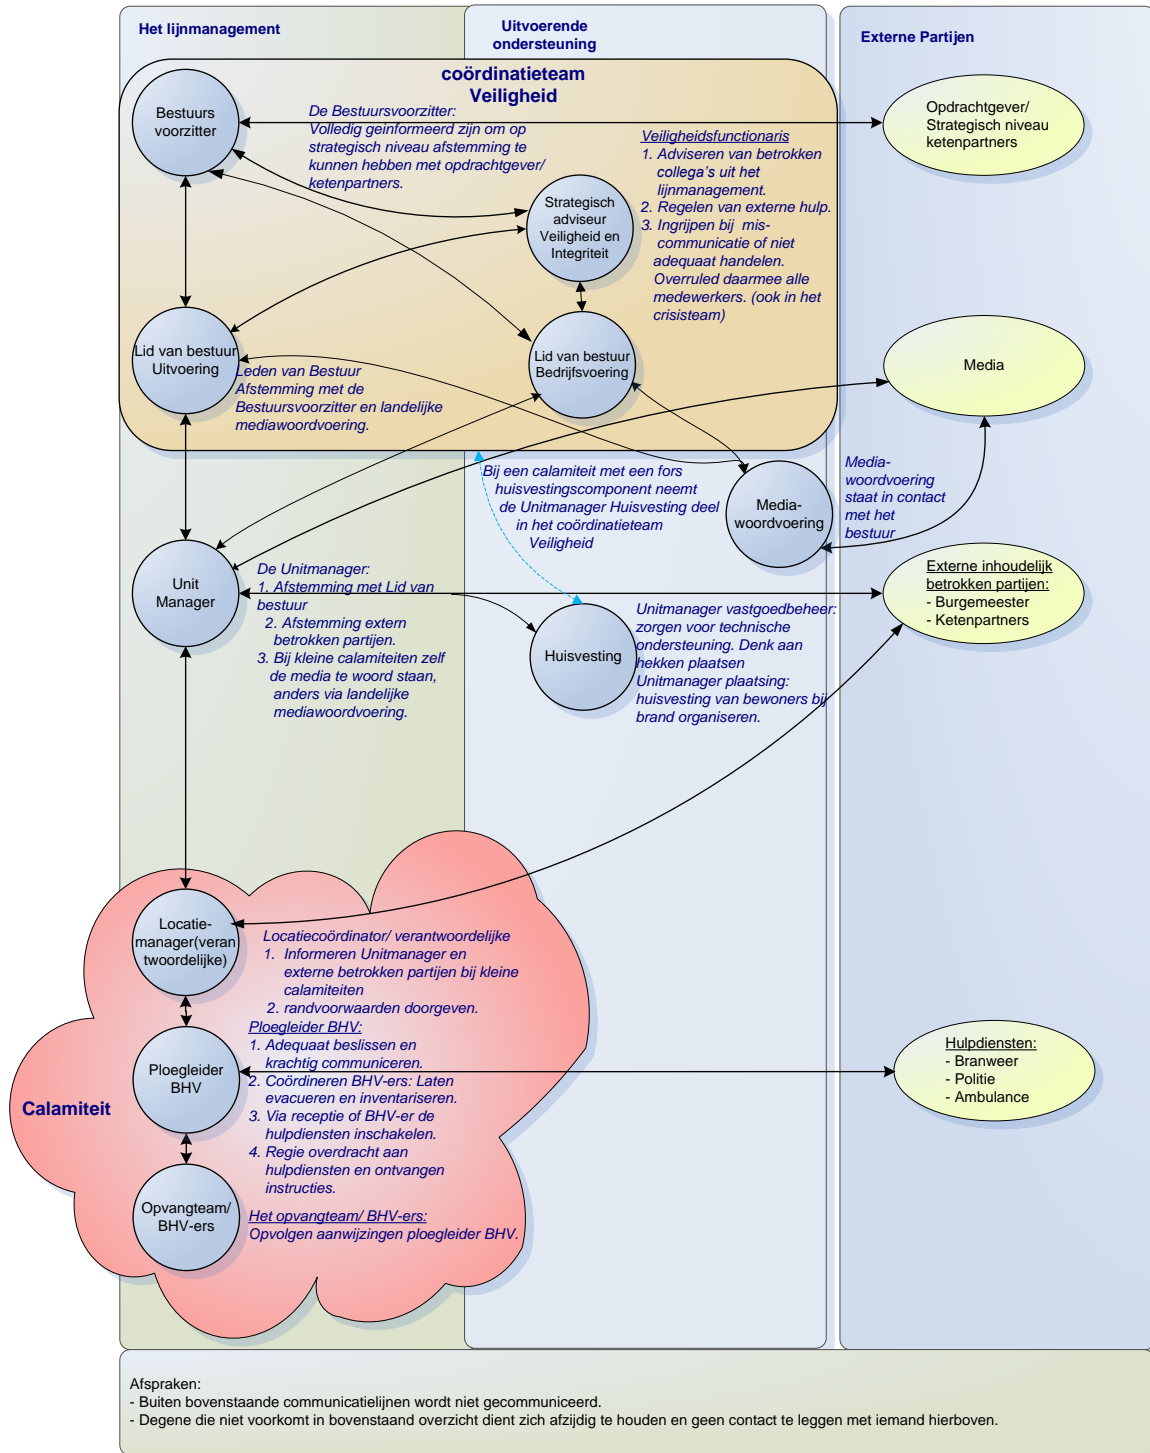 Het lijnmanagement
Uitvoerende
ondersteuning
Externe Partijen
coördinatieteam
Veiligheid
Bestuurs
voorzitter
De Bestuursvoorzitter:
Volledig geinformeerd zijn om op
strategisch niveau afstemming te
kunnen hebben met opdrachtgever/
ketenpartners.
Veiligheidsfunctionaris
1. Adviseren van betrokken
collega's uit het
lijnmanagement.
2. Regelen van externe hulp.
3. Ingrijpen bij mis-
communicatie of niet
adequaat handelen.
Overruled daarmee alle
medewerkers. (ook in het
crisisteam)
Opdrachtgever/
Strategisch niveau
ketenpartners
Strategisch
adviseur
Veiligheid en
Integriteit
Lid van bestuur
Uitvoering
Leden van Bestuur
Afstemming met de
Bestuursvoorzitter en landelijke
mediawoordvoering.
Lid van bestuur
Bedrijfsvoering
Media
Bij een calamiteit met een fors
huisvestingscomponent neemt
de Unitmanager Huisvesting deel
in het coördinatieteam
Veiligheid
Media-
woordvoering
Media-
woordvoering
staat in contact
met het
bestuur
Unit
Manager
De Unitmanager:
1. Afstemming met Lid van
bestuur
2. Afstemming extern
betrokken partijen.
3. Bij kleine calamiteiten zelf
de media te woord staan,
anders via landelijke
mediawoordvoering.
Huisvesting
Unitmanager vastgoedbeheer:
zorgen voor technische
ondersteuning. Denk aan
hekken plaatsen
Unitmanager plaatsing:
huisvesting van bewoners bij
brand organiseren.
Externe inhoudelijk
betrokken partijen:
- Burgemeester
- Ketenpartners
Calamiteit
Locatie-
manager(veran
twoordelijke)
Locatiecoördinator/ verantwoordelijke
1. Informeren Unitmanager en
externe betrokken partijen bij kleine
calamiteiten
2. randvoorwaarden doorgeven.
Ploegleider
BHV
Ploegleider BHV:
1. Adequaat beslissen en
krachtig communiceren.
2. Coördineren BHV-ers: Laten
evacueren en inventariseren.
3. Via receptie of BHV-er de
hulpdiensten inschakelen.
4. Regie overdracht aan
hulpdiensten en ontvangen
instructies.
Hulpdiensten:
- Branweer
- Politie
- Ambulance
Opvangteam/
BHV-ers
Het opvangteam/ BHV-ers:
Opvolgen aanwijzingen ploegleider BHV.
Afspraken:
- Buiten bovenstaande communicatielijnen wordt niet gecommuniceerd.
- Degene die niet voorkomt in bovenstaand overzicht dient zich afzijdig te houden en geen contact te leggen met iemand hierboven.